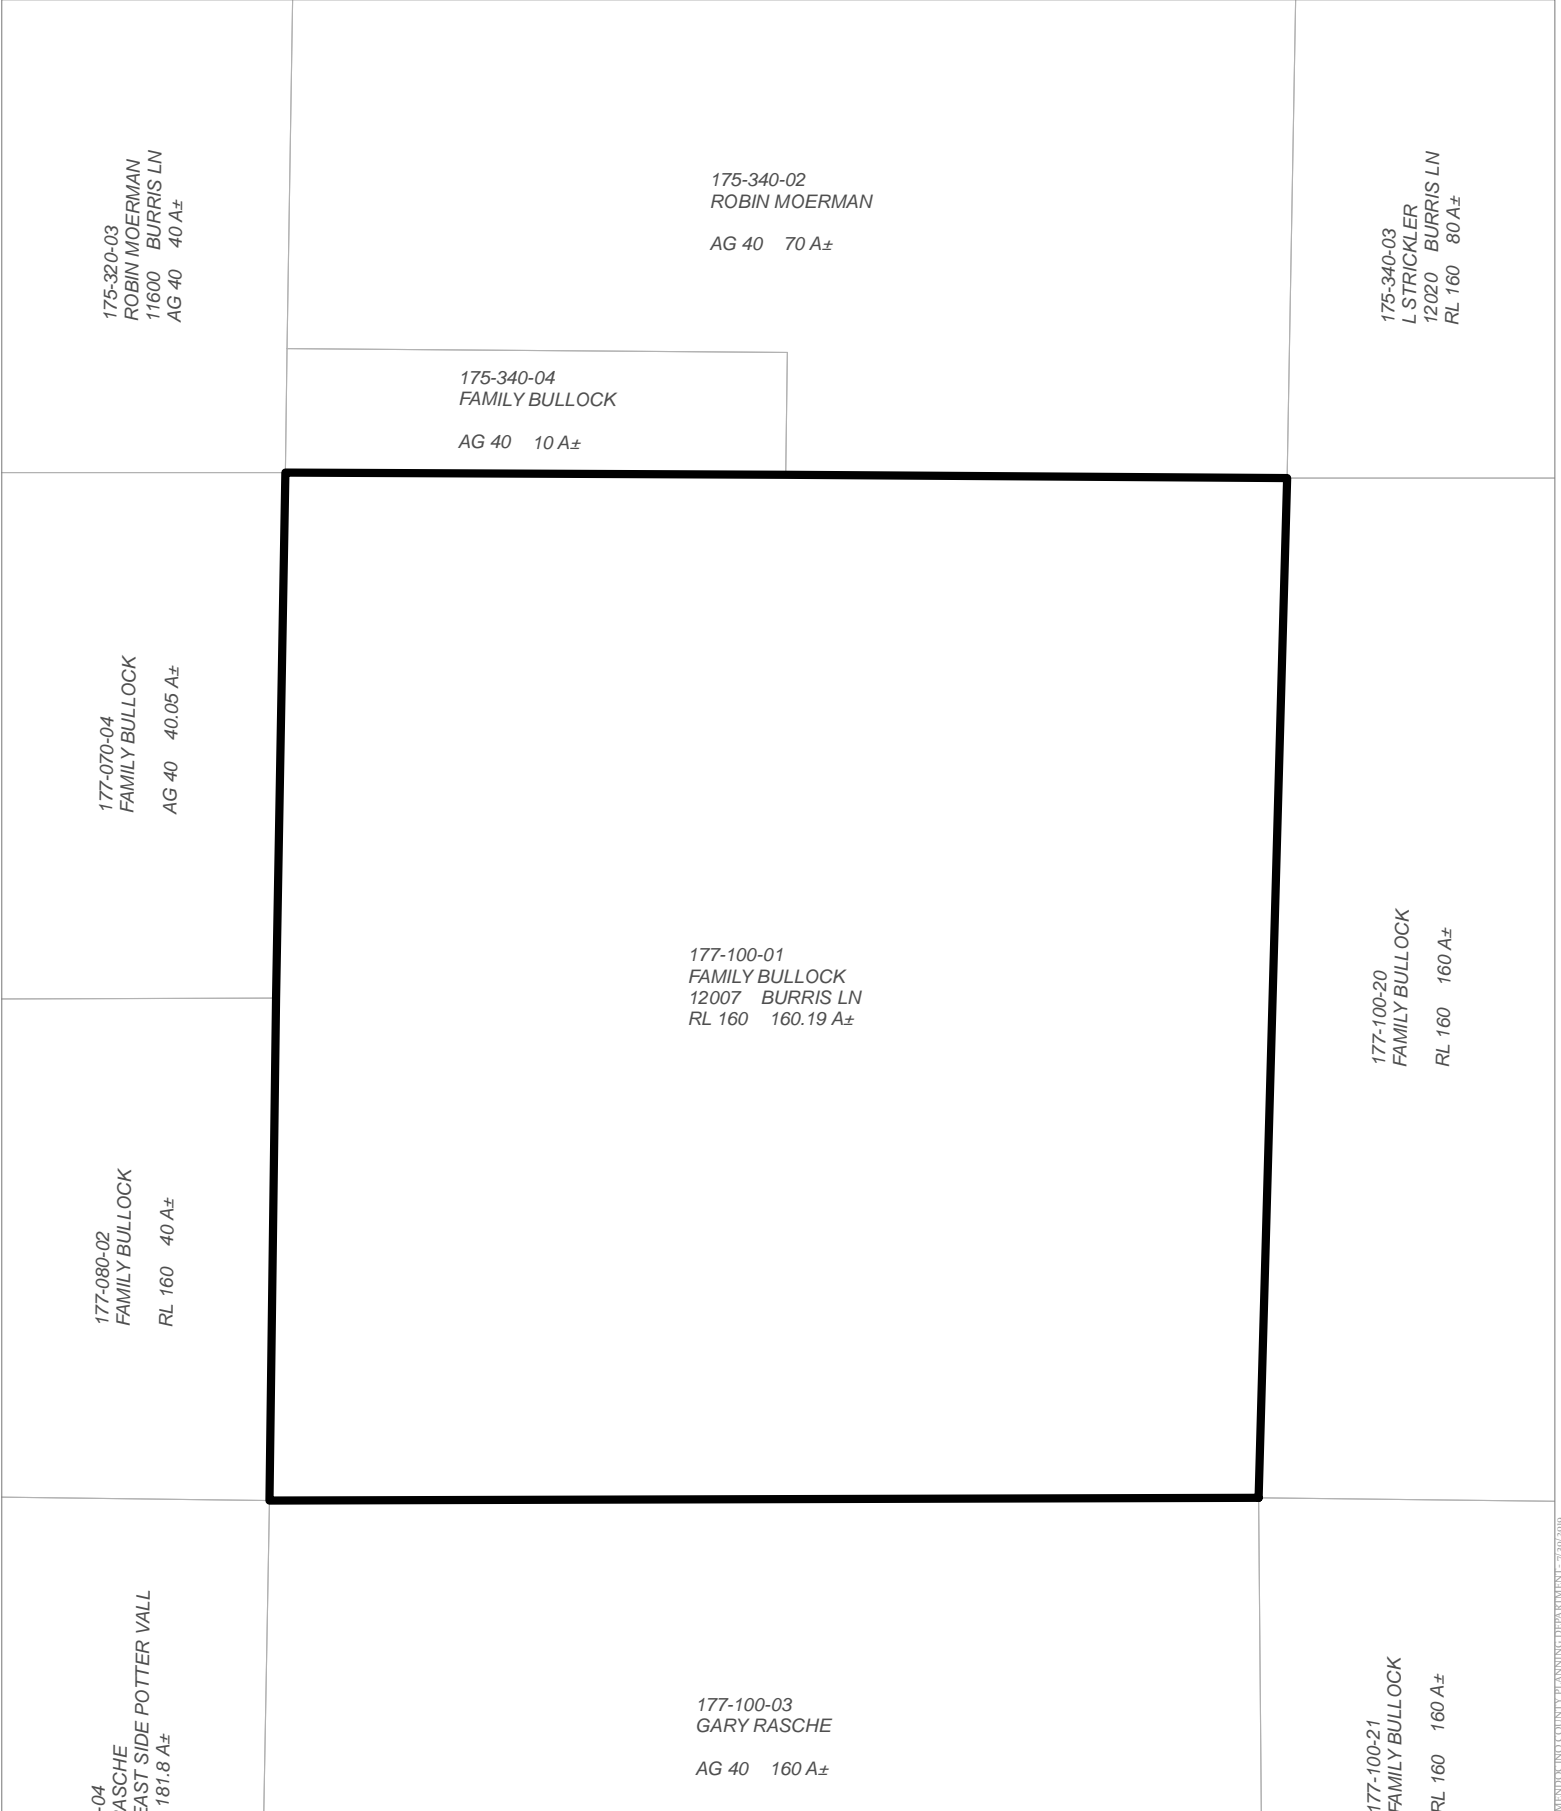 175-320-03
ROBIN MOERMAN
11600 BURRIS LN
AG 40 40 A±
175-340-02
ROBIN MOERMAN
AG 40 70 A±
175-340-03
L STRICKLER
12020 BURRIS LN
RL 160 80 A±
175-340-04
FAMILY BULLOCK
AG 40 10 A±
177-070-04
FAMILY BULLOCK
AG 40 40.05 A±
177-100-01
FAMILY BULLOCK
12007 BURRIS LN
RL 160 160.19 A±
177-100-20
FAMILY BULLOCK
RL 160 160 A±
177-080-02
FAMILY BULLOCK
RL 160 40 A±
-04
ASCHE
EAST SIDE POTTER VALL
181.8 A±
177-100-03
GARY RASCHE
AG 40 160 A±
177-100-21
FAMILY BULLOCK
RL 160 160 A±
MENDOCINO COUNTY PLANNING DEPARTMENT-